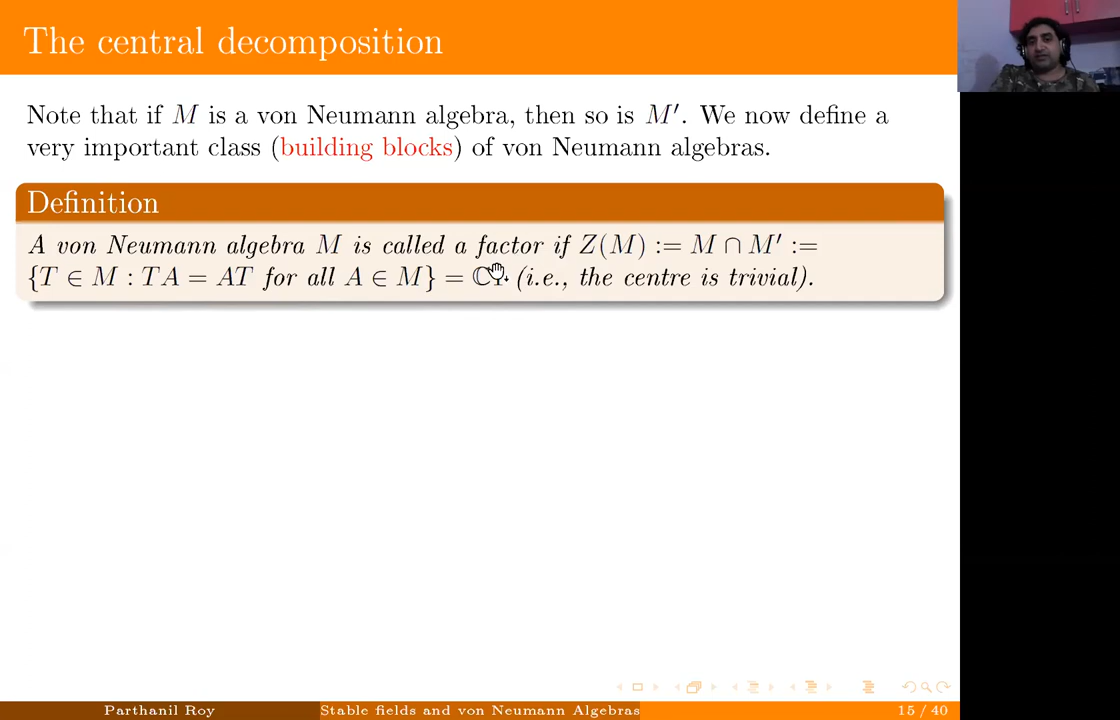 The central decomposition
Note that if M is a von Neumann algebra, then so is M′. We now define a
very important class (building blocks) of von Neumann algebras.
Definition
A von Neumann algebra M is called a factor if Z(M) := M ∩ M′ :=
{T ∈ M : TA = AT for all A ∈ M} = ℂ (i.e., the centre is trivial).
Parthanil Roy
Stable fields and von Neumann Algebras
15 / 40